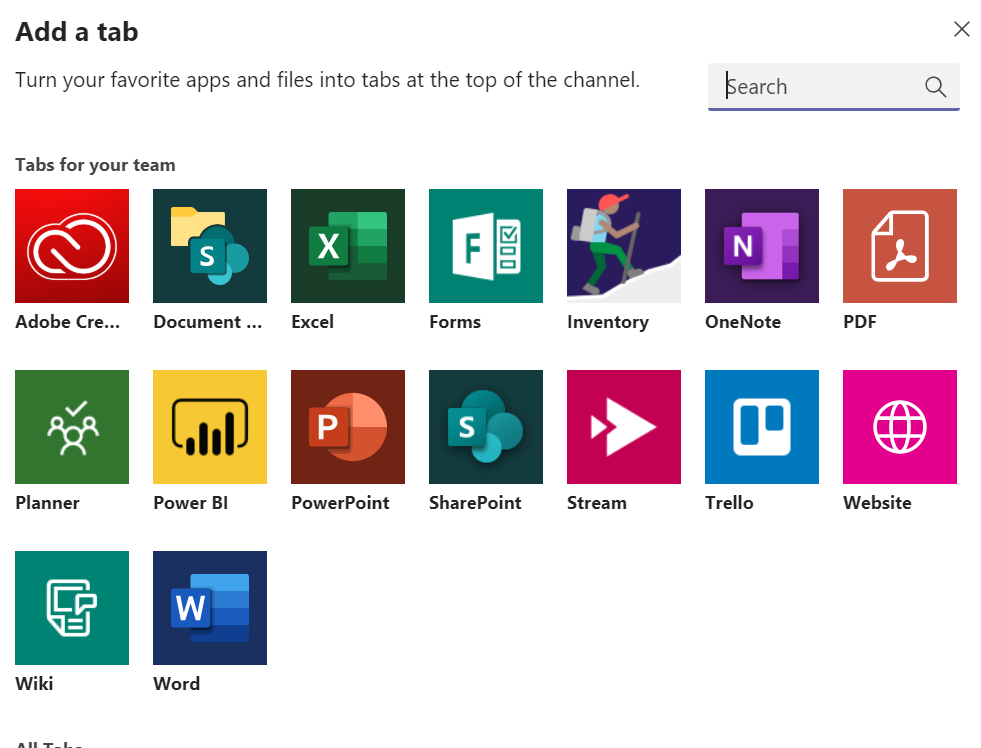 Add a tab
Turn your favorite apps and files into tabs at the top of the channel.
Search
Tabs for your team
S
X
F
N
Adobe Cre...
Document ...
Excel
Forms
Inventory
OneNote
PDF
P
S
Planner
Power BI
PowerPoint
SharePoint
Stream
Trello
Website
W
Wiki
Word
All Tabs